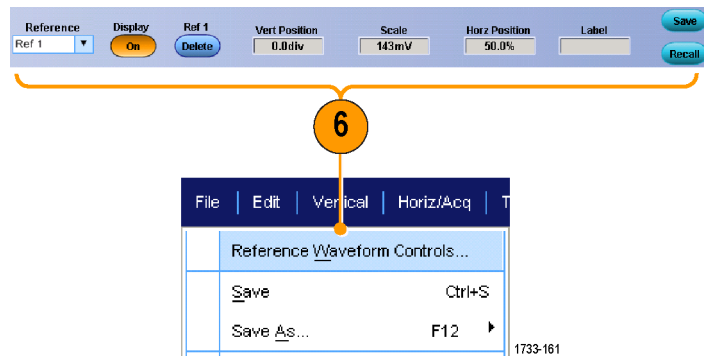 Reference Display Ref 1 Vert Position Scale Horz Position Label Save
Ref 1 On Delete 0.0div 143mV 50.0% Recall
6
File | Edit | Vertical | Horiz/Acq | T
Reference Waveform Controls...
Save Ctrl+S
Save As... F12
1733-161